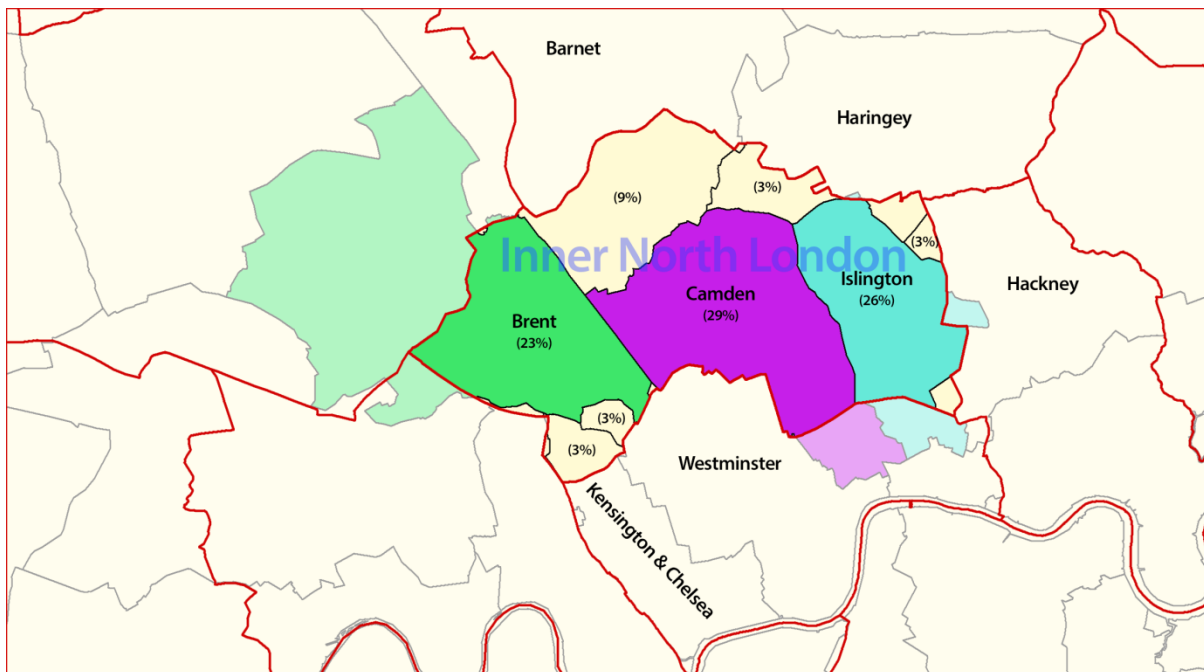 Barnet
Haringey
(9%)
(3%)
(3%)
Inner North London
Islington
(26%)
Hackney
Camden
(29%)
Brent
(23%)
(3%)
(3%)
Westminster
Kensington & Chelsea